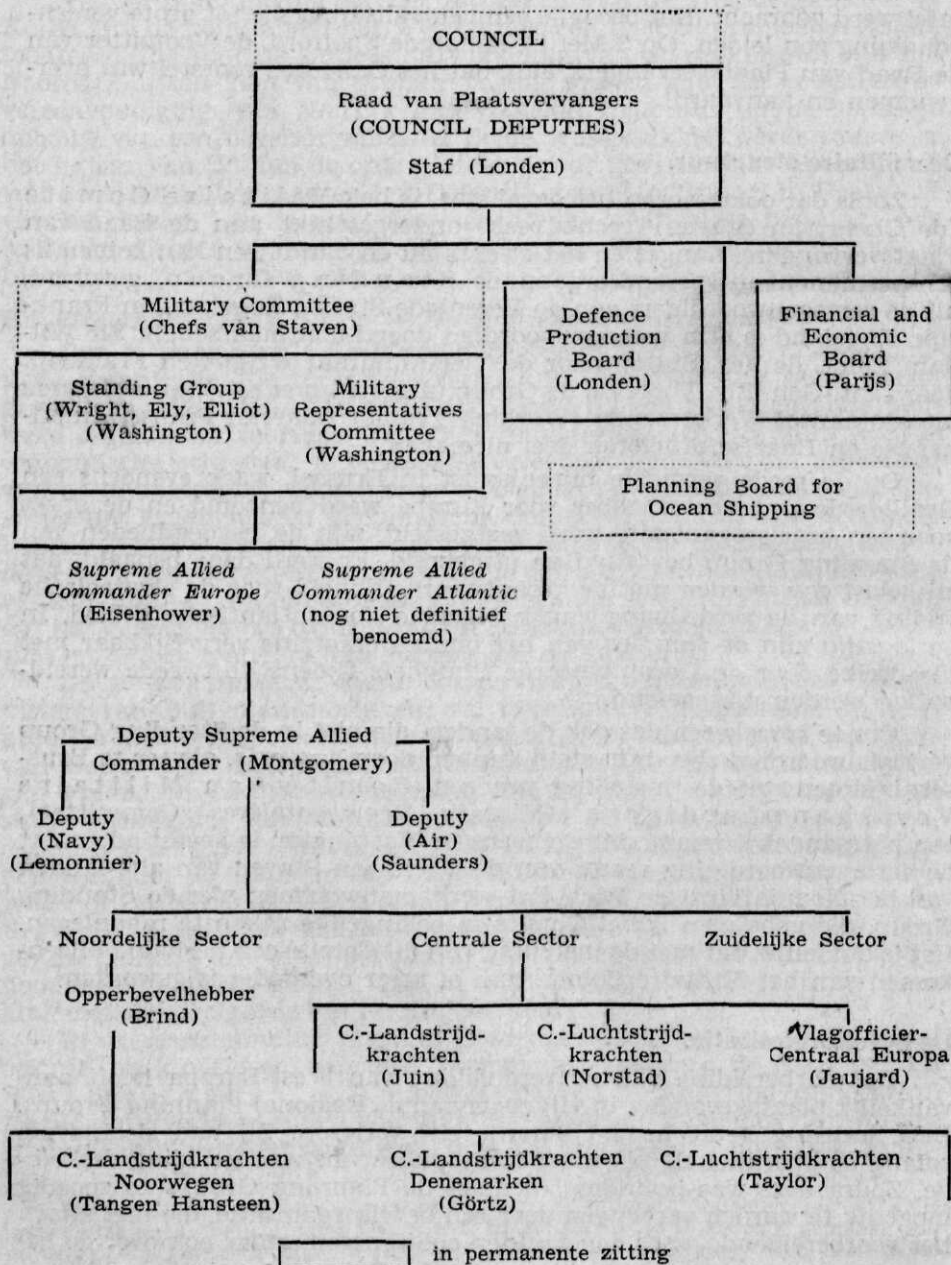 COUNCIL
Raad van Plaatsvervangers
(COUNCIL DEPUTIES)
Staf (Londen)
Military Committee
(Chefs van Staven)
Defence
Production
Board
(Londen)
Financial and
Economic
Board
(Parijs)
Standing Group
(Wright, Ely, Elliot)
(Washington)
Military
Representatives
Committee
(Washington)
Planning Board for
Ocean Shipping
Supreme Allied
Commander Europe
(Eisenhower)
Supreme Allied
Commander Atlantic
(nog niet definitief
benoemd)
Deputy Supreme Allied
Commander (Montgomery)
Deputy
(Navy)
(Lemonnier)
Deputy
(Air)
(Saunders)
Noordelijke Sector
Centrale Sector
Zuidelijke Sector
Opperbevelhebber
(Brind)
C.-Landstrijd-
krachten
(Juin)
C.-Luchtstrijd-
krachten
(Norstad)
Vlagofficier-
Centraal Europa
(Jaujard)
C.-Landstrijdkrachten
Noorwegen
(Tangen Hansteen)
C.-Landstrijdkrachten
Denemarken
(Görtz)
C.-Luchtstrijdkrachten
(Taylor)
in permanente zitting